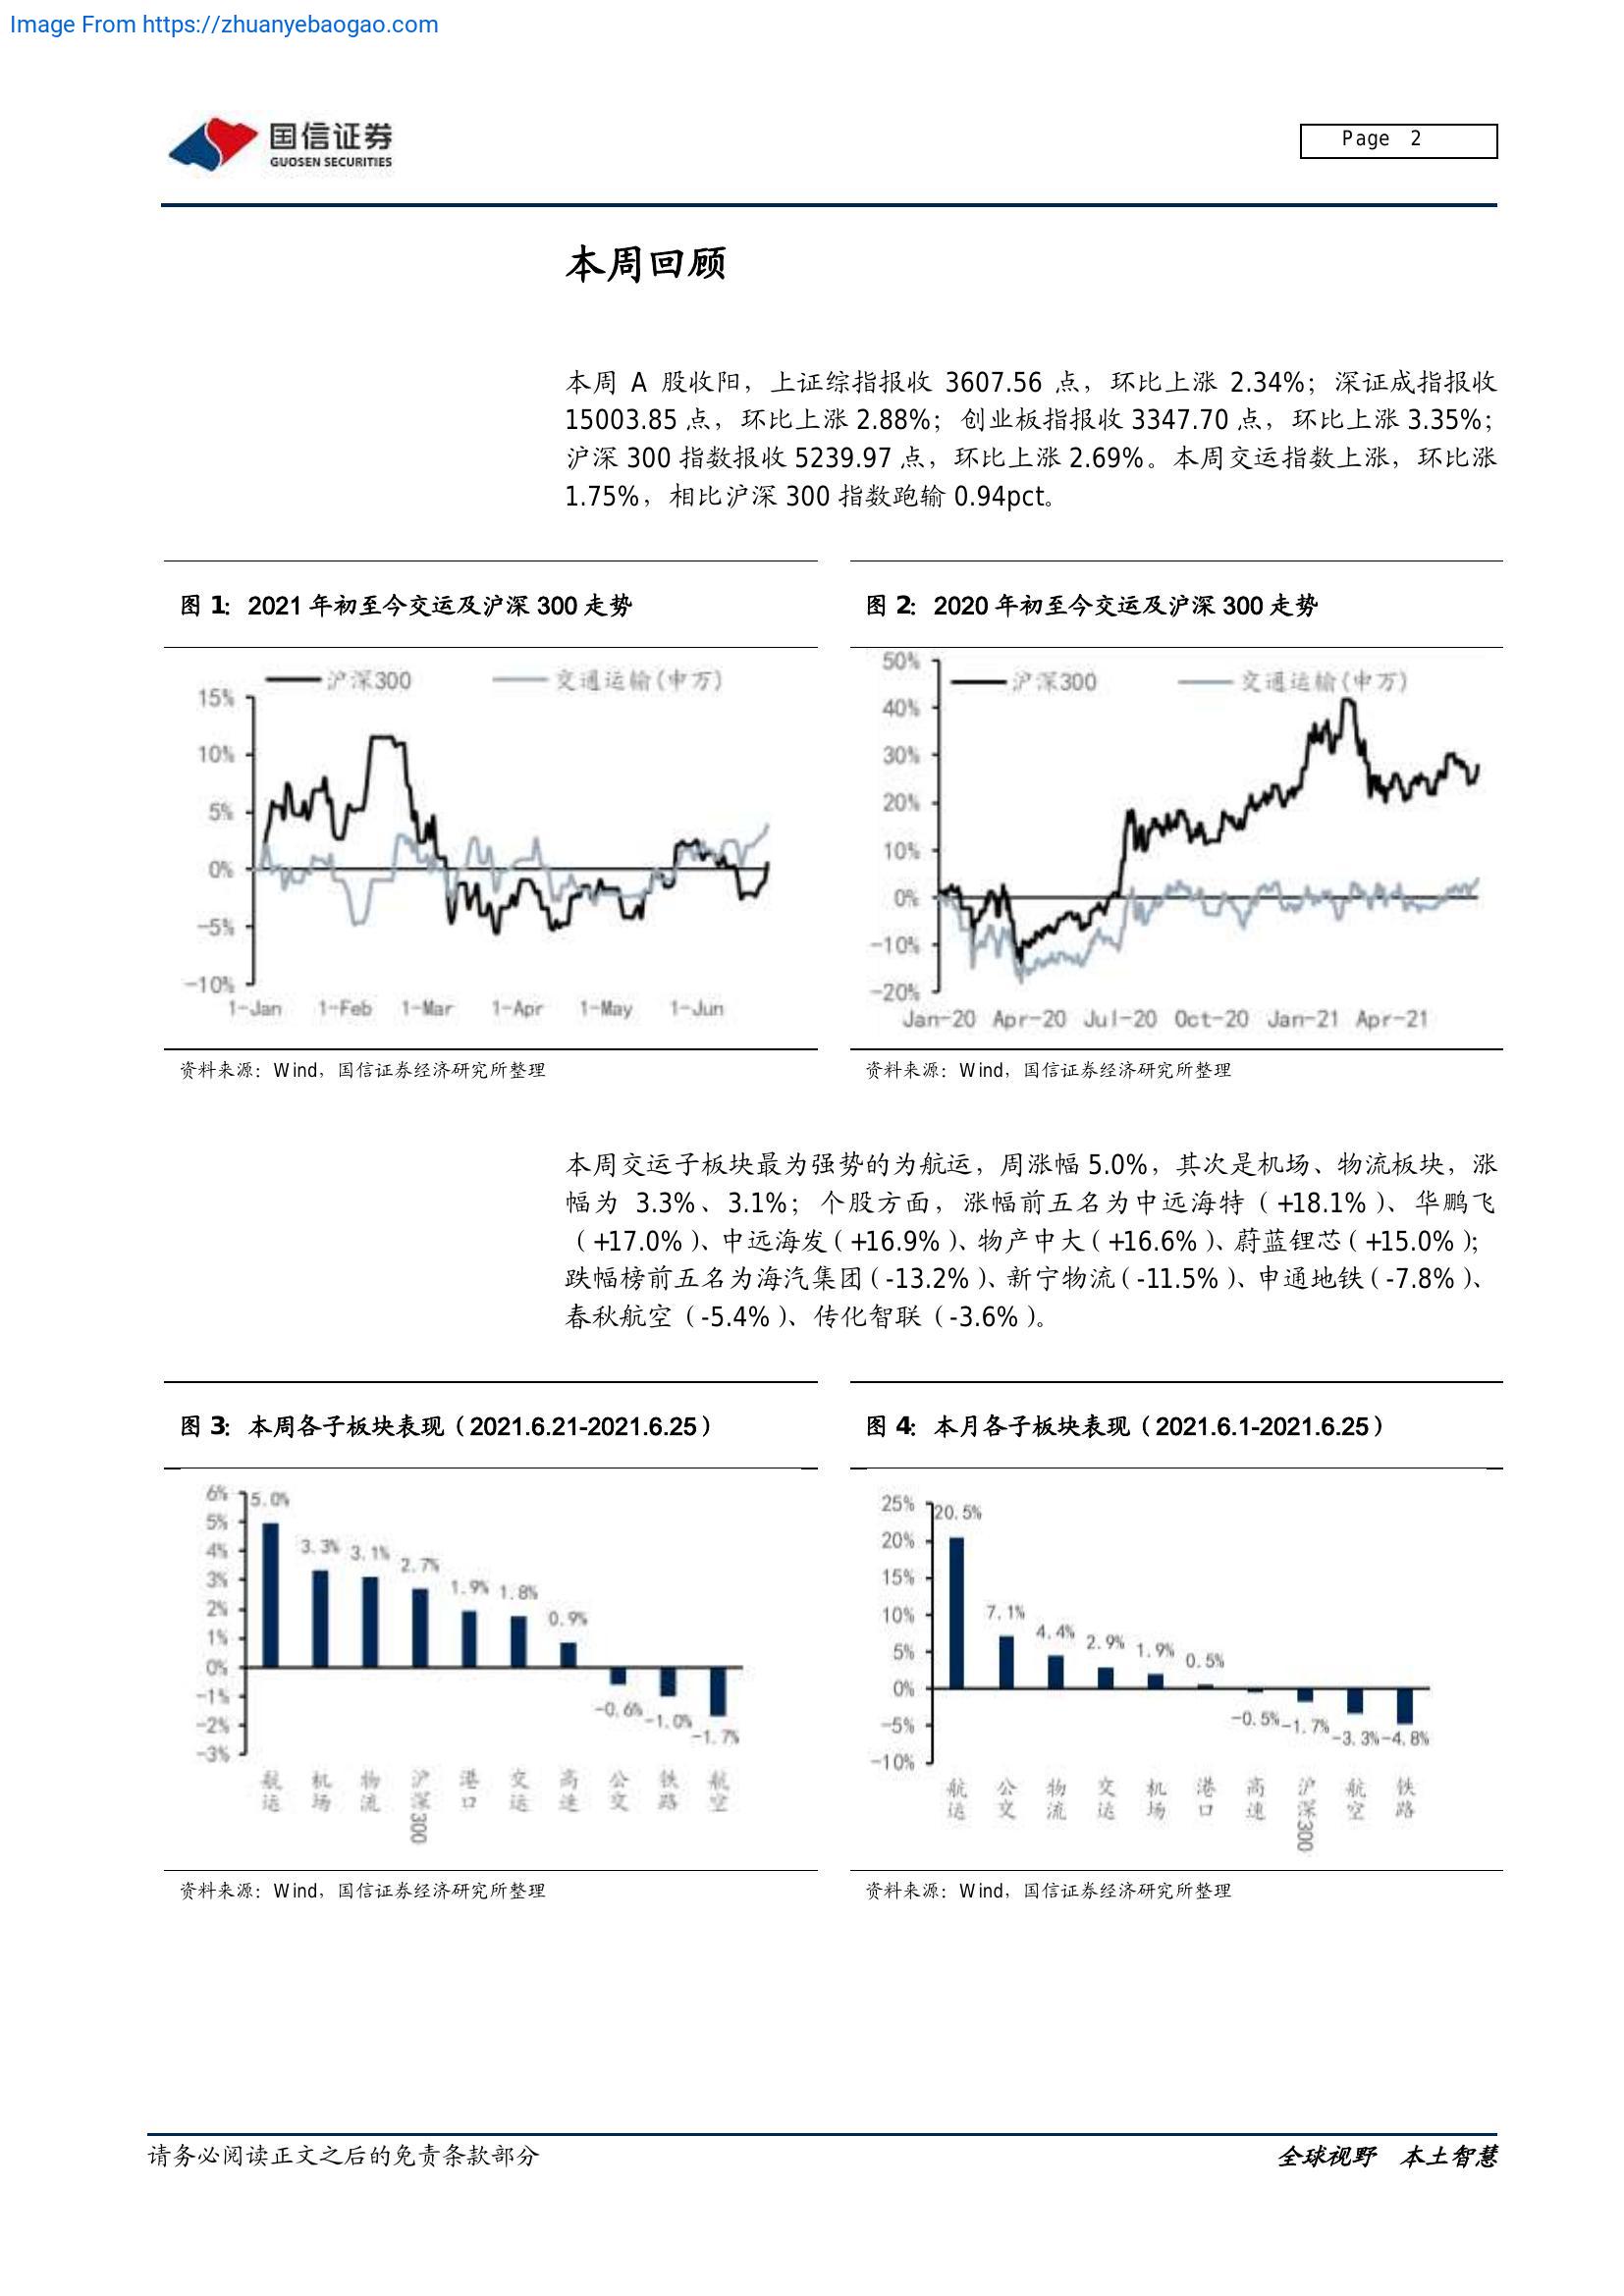 Image From https://zhuanyebaogao.com
国信证券
GUOSEN SECURITIES
Page 2
本周回顾
本周 A 股收阳，上证综指报收 3607.56 点，环比上涨 2.34%；深证成指报收
15003.85 点，环比上涨 2.88%；创业板指报收 3347.70 点，环比上涨 3.35%；
沪深 300 指数报收 5239.97 点，环比上涨 2.69%。本周交运指数上涨，环比涨
1.75%，相比沪深 300 指数跑输 0.94pct。
图 1：2021 年初至今交运及沪深 300 走势
沪深300 交通运输(申万)
15%
10%
5%
0%
-5%
-10%
1-Jan 1-Feb 1-Mar 1-Apr 1-May 1-Jun
资料来源：Wind，国信证券经济研究所整理
图 2：2020 年初至今交运及沪深 300 走势
沪深300 交通运输(申万)
50%
40%
30%
20%
10%
0%
-10%
-20%
Jan-20 Apr-20 Jul-20 Oct-20 Jan-21 Apr-21
资料来源：Wind，国信证券经济研究所整理
本周交运子板块最为强势的为航运，周涨幅 5.0%，其次是机场、物流板块，涨
幅为 3.3%、3.1%；个股方面，涨幅前五名为中远海特（+18.1%）、华鹏飞
（+17.0%）、中远海发（+16.9%）、物产中大（+16.6%）、蔚蓝锂芯（+15.0%）；
跌幅榜前五名为海汽集团（-13.2%）、新宁物流（-11.5%）、申通地铁（-7.8%）、
春秋航空（-5.4%）、传化智联（-3.6%）。
图 3：本周各子板块表现（2021.6.21-2021.6.25）
6%
5%
4%
3%
2%
1%
0%
-1%
-2%
-3%
5.0% 3.3% 3.1% 2.7% 1.9% 1.8% 0.9% -0.6% -1.0% -1.7%
航运 机场 物流 沪深300 港口 交运 高速 公交 铁路 航空
资料来源：Wind，国信证券经济研究所整理
图 4：本月各子板块表现（2021.6.1-2021.6.25）
25%
20%
15%
10%
5%
0%
-5%
-10%
20.5% 7.1% 4.4% 2.9% 1.9% 0.5% -0.5% -1.7% -3.3% -4.8%
航运 公交 物流 交运 机场 港口 高速 沪深300 航空 铁路
资料来源：Wind，国信证券经济研究所整理
请务必阅读正文之后的免责条款部分
全球视野 本土智慧